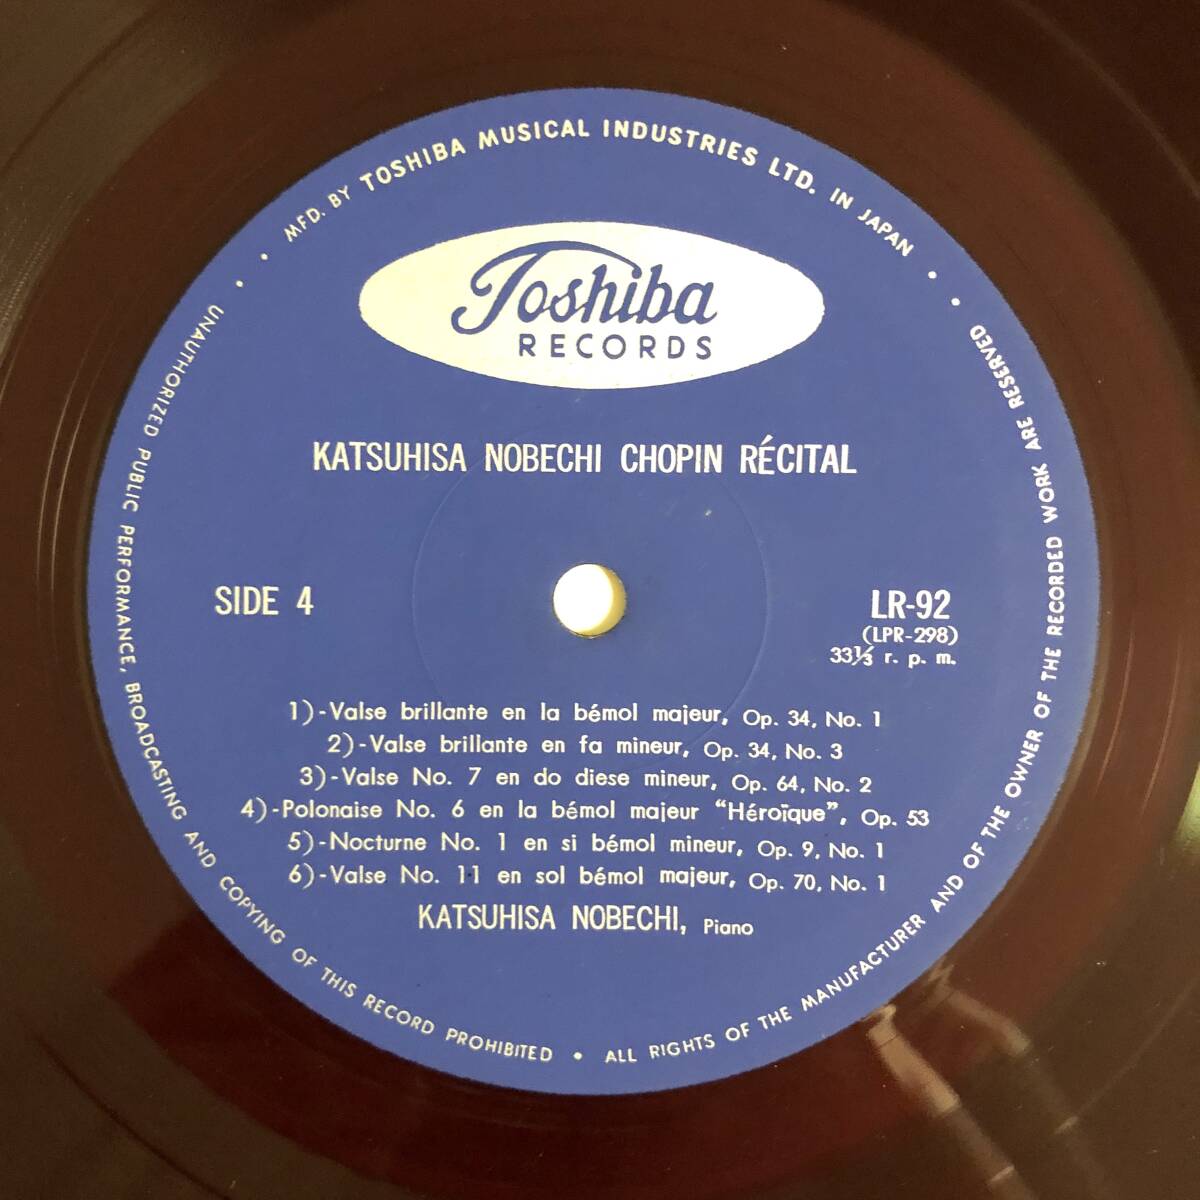 MFD. BY TOSHIBA MUSICAL INDUSTRIES LTD. IN JAPAN
Toshiba
RECORDS
KATSUHISA NOBECHI CHOPIN RÉCITAL
SIDE 4
LR-92
(LPR-298)
33⅓ r. p. m.
1)-Valse brillante en la bémol majeur, Op. 34, No. 1
2)-Valse brillante en fa mineur, Op. 34, No. 3
3)-Valse No. 7 en do diese mineur, Op. 64, No. 2
4)-Polonaise No. 6 en la bémol majeur “Héroïque”, Op. 53
5)-Nocturne No. 1 en si bémol mineur, Op. 9, No. 1
6)-Valse No. 11 en sol bémol majeur, Op. 70, No. 1
KATSUHISA NOBECHI, Piano
UNAUTHORIZED PUBLIC PERFORMANCE, BROADCASTING AND COPYING OF THIS RECORD PROHIBITED • ALL RIGHTS OF THE MANUFACTURER AND OF THE OWNER OF THE RECORDED WORK ARE RESERVED